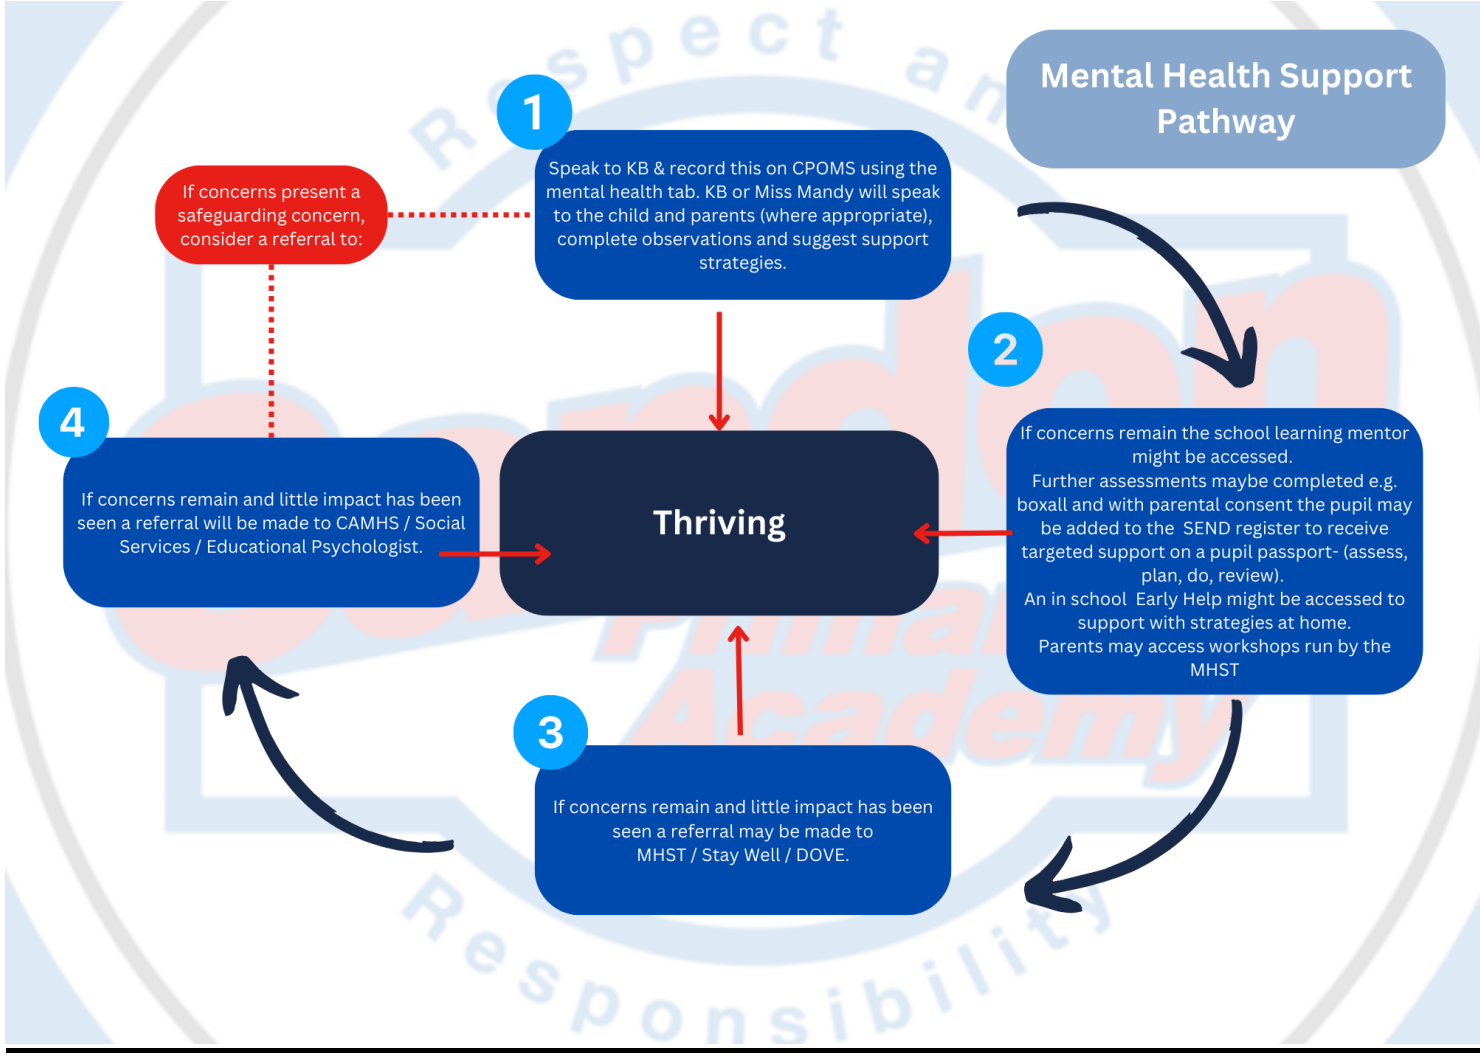 Respect an
Mental Health Support
Pathway
1
Speak to KB & record this on CPOMS using the
mental health tab. KB or Miss Mandy will speak
to the child and parents (where appropriate),
complete observations and suggest support
strategies.
If concerns present a
safeguarding concern,
consider a referral to:
2
If concerns remain the school learning mentor
might be accessed.
Further assessments maybe completed e.g.
boxall and with parental consent the pupil may
be added to the SEND register to receive
targeted support on a pupil passport- (assess,
plan, do, review).
An in school Early Help might be accessed to
support with strategies at home.
Parents may access workshops run by the
MHST
4
If concerns remain and little impact has been
seen a referral will be made to CAMHS / Social
Services / Educational Psychologist.
Thriving
3
If concerns remain and little impact has been
seen a referral may be made to
MHST / Stay Well / DOVE.
Academy
Responsibility